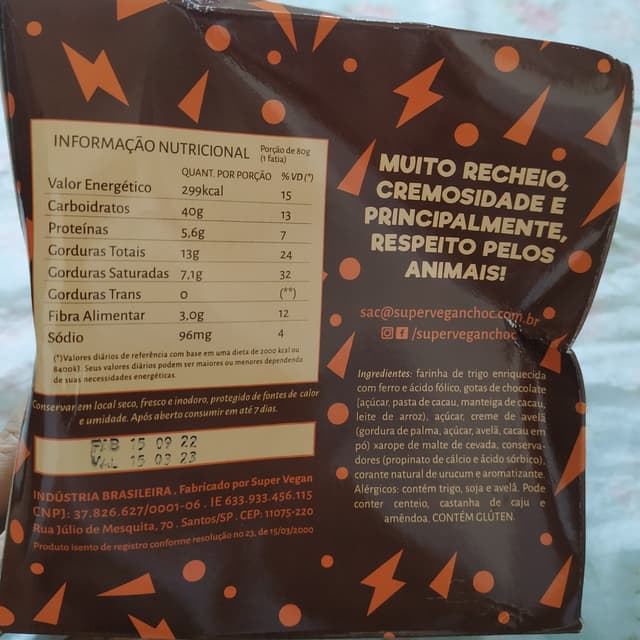 INFORMAÇÃO NUTRICIONAL Porção de 80g
(1 fatia)
QUANT. POR PORÇÃO % VD (*)
Valor Energético 299kcal 15
Carboidratos 40g 13
Proteínas 5,6g 7
Gorduras Totais 13g 24
Gorduras Saturadas 7,1g 32
Gorduras Trans 0 (**)
Fibra Alimentar 3,0g 12
Sódio 96mg 4
(*)Valores diários de referência com base em uma dieta de 2000 kcal ou
8400kJ. Seus valores diários podem ser maiores ou menores dependendo
de suas necessidades energéticas.
Conservar em local seco, fresco e inodoro, protegido de fontes de calor
e umidade. Após aberto consumir em até 7 dias.
FAB 15 09 22
VAL 15 03 23
INDÚSTRIA BRASILEIRA . Fabricado por Super Vegan
CNPJ: 37.826.627/0001-06 . IE 633.933.456.115
Rua Júlio de Mesquita, 70 . Santos/SP . CEP: 11075-220
Produto isento de registro conforme resolução no 23, de 15/03/2000
MUITO RECHEIO,
CREMOSIDADE E
PRINCIPALMENTE,
RESPEITO PELOS
ANIMAIS!
sac@superveganchoc.com.br
/superveganchoc
Ingredientes: farinha de trigo enriquecida
com ferro e ácido fólico, gotas de chocolate
[açúcar, pasta de cacau, manteiga de cacau,
leite de arroz), açúcar, creme de avelã
(gordura de palma, açúcar, avelã, cacau em
pó) xarope de malte de cevada, conserva-
dores (propinato de cálcio e ácido sórbico),
corante natural de urucum e aromatizante.
Alérgicos: contém trigo, soja e avelã. Pode
conter centeio, castanha de caju e
amêndoa. CONTÉM GLÚTEN.